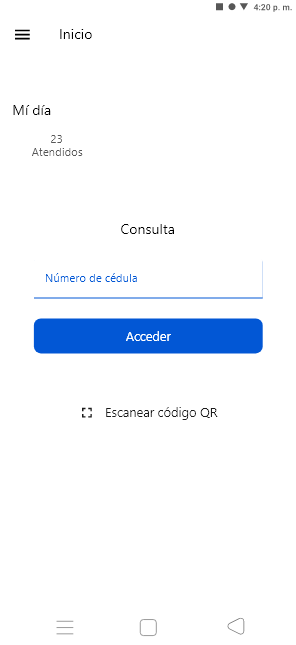 4:20 p. m.
Inicio
Mí día
23
Atendidos
Consulta
Número de cédula
Acceder
Escanear código QR